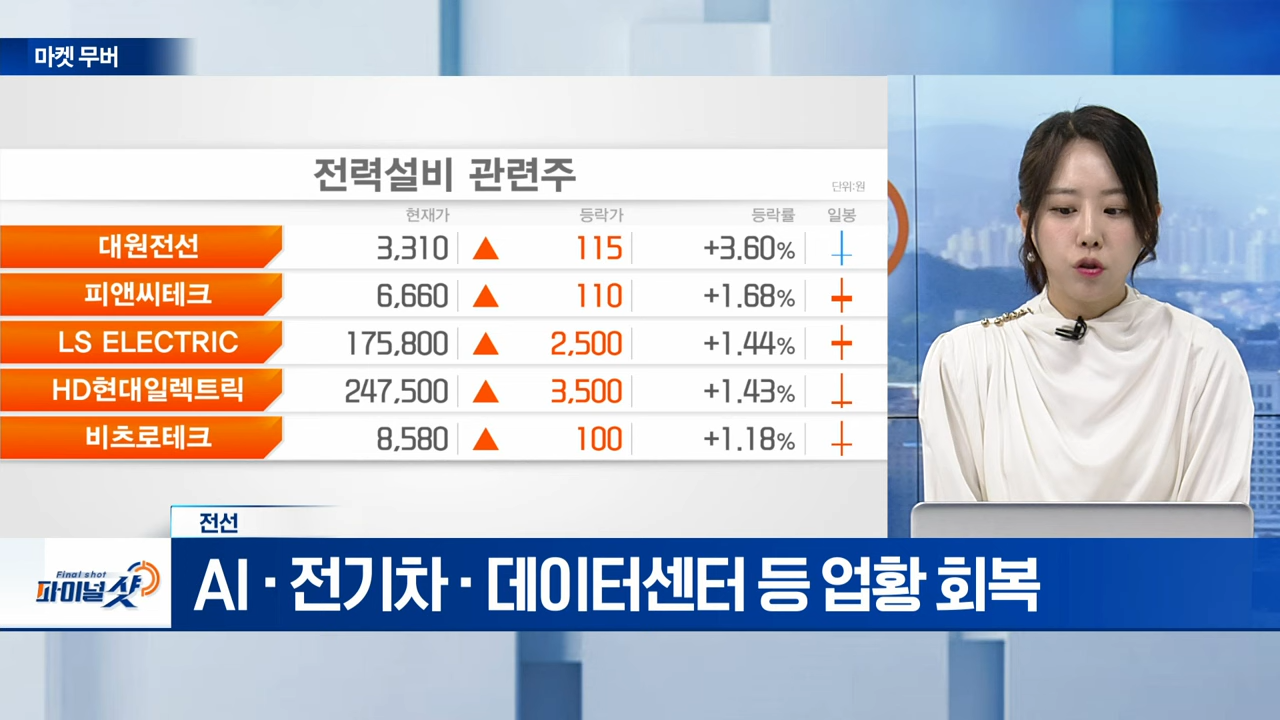 마켓 무버
전력설비 관련주
단위:원
현재가 등락가 등락률 일봉
대원전선 3,310 ▲ 115 +3.60%
피앤씨테크 6,660 ▲ 110 +1.68%
LS ELECTRIC 175,800 ▲ 2,500 +1.44%
HD현대일렉트릭 247,500 ▲ 3,500 +1.43%
비츠로테크 8,580 ▲ 100 +1.18%
전선
Final shot
파이널샷
AI · 전기차 · 데이터센터 등 업황 회복